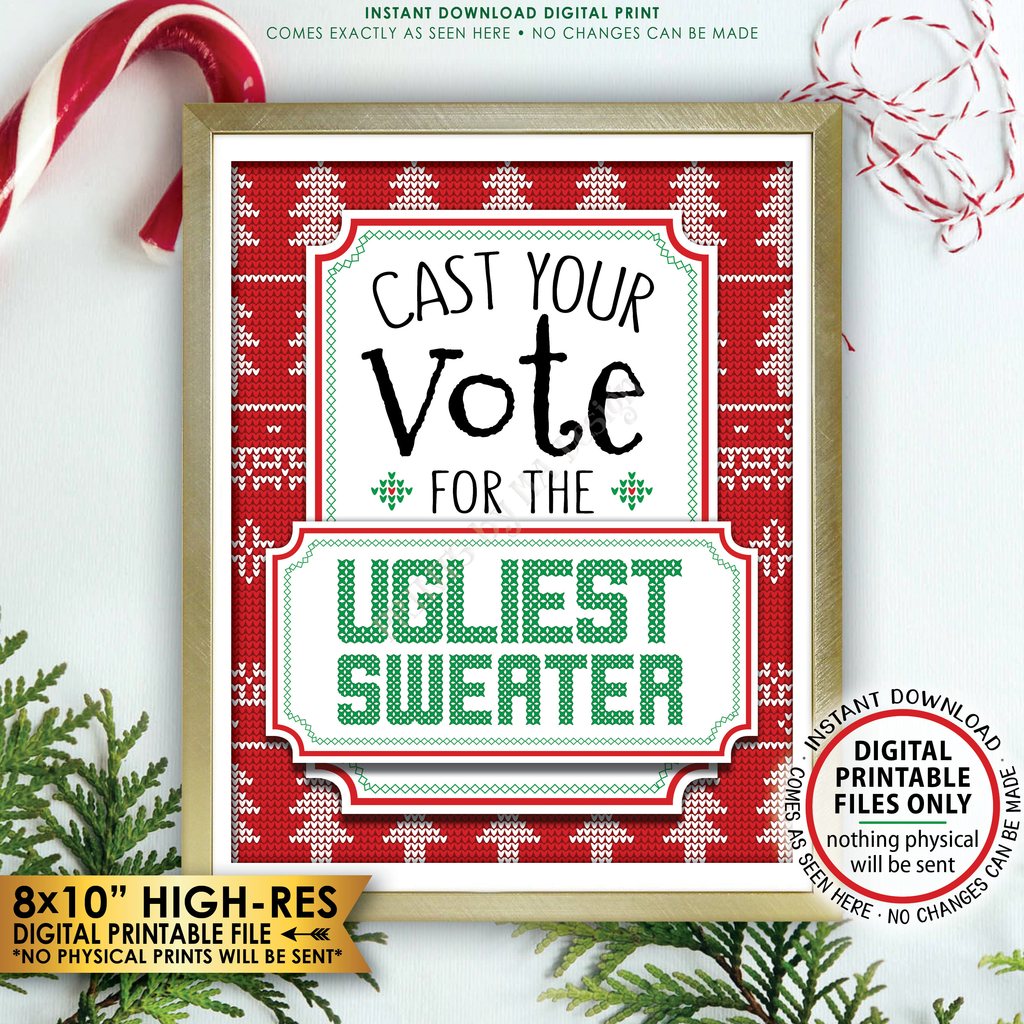 INSTANT DOWNLOAD DIGITAL PRINT
COMES EXACTLY AS SEEN HERE • NO CHANGES CAN BE MADE
CAST YOUR
Vote
FOR THE
UGLIEST
SWEATER
INSTANT DOWNLOAD
DIGITAL
PRINTABLE
FILES ONLY
nothing physical
will be sent
· COMES AS SEEN HERE · NO CHANGES CAN BE MADE ·
8x10” HIGH-RES
DIGITAL PRINTABLE FILE
*NO PHYSICAL PRINTS WILL BE SENT*